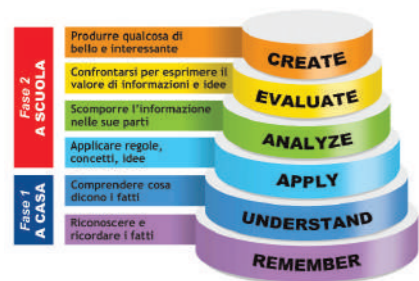 Fase 2
A SCUOLA
Produrre qualcosa di
bello e interessante
CREATE
Confrontarsi per esprimere il
valore di informazioni e idee
EVALUATE
Scomporre l'informazione
nelle sue parti
ANALYZE
Applicare regole,
concetti, idee
APPLY
Fase 1
A CASA
Comprendere cosa
dicono i fatti
UNDERSTAND
Riconoscere e
ricordare i fatti
REMEMBER